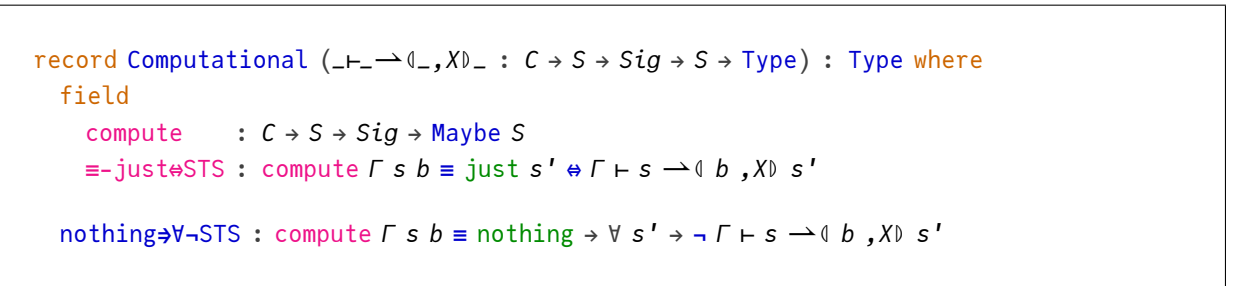 record Computational (_⊢_⇀⦇_,X⦈_ : C → S → Sig → S → Type) : Type where
field
compute : C → S → Sig → Maybe S
≡-just⇔STS : compute Γ s b ≡ just s' ⇔ Γ ⊢ s ⇀⦇ b ,X⦈ s'
nothing⇒∀¬STS : compute Γ s b ≡ nothing → ∀ s' → ¬ Γ ⊢ s ⇀⦇ b ,X⦈ s'